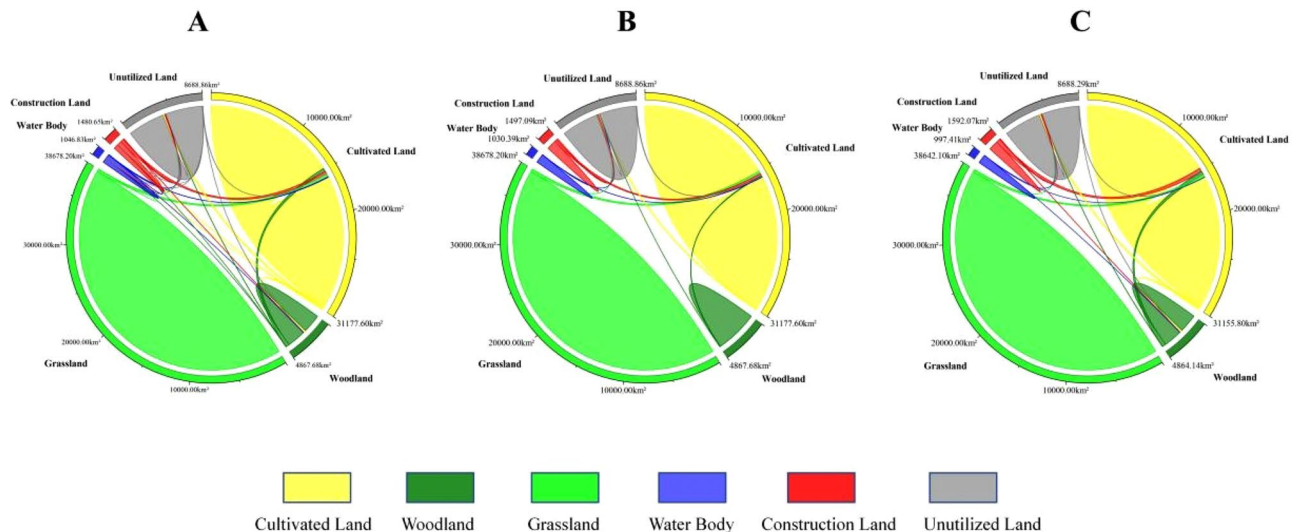 A
B
C
Unutilized Land
8688.86km²
Construction Land
1480.65km²
Water Body
1046.83km²
38678.20km²
10000.00km²
Cultivated Land
20000.00km²
30000.00km²
31177.60km²
20000.00km²
Grassland
4867.68km²
Woodland
10000.00km²
Unutilized Land
8688.86km²
Construction Land
1497.09km²
Water Body
1030.39km²
38678.20km²
10000.00km²
Cultivated Land
20000.00km²
30000.00km²
31177.60km²
20000.00km²
Grassland
4867.68km²
Woodland
10000.00km²
Unutilized Land
8688.29km²
Construction Land
1592.07km²
Water Body
997.41km²
38642.10km²
10000.00km²
Cultivated Land
20000.00km²
30000.00km²
31155.80km²
20000.00km²
Grassland
4864.14km²
Woodland
10000.00km²
Cultivated Land
Woodland
Grassland
Water Body
Construction Land
Unutilized Land